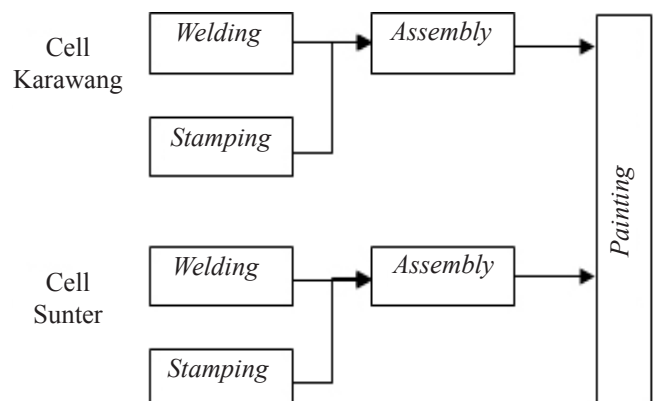 Cell
Karawang
Welding
Assembly
Stamping
Cell
Sunter
Welding
Assembly
Stamping
Painting